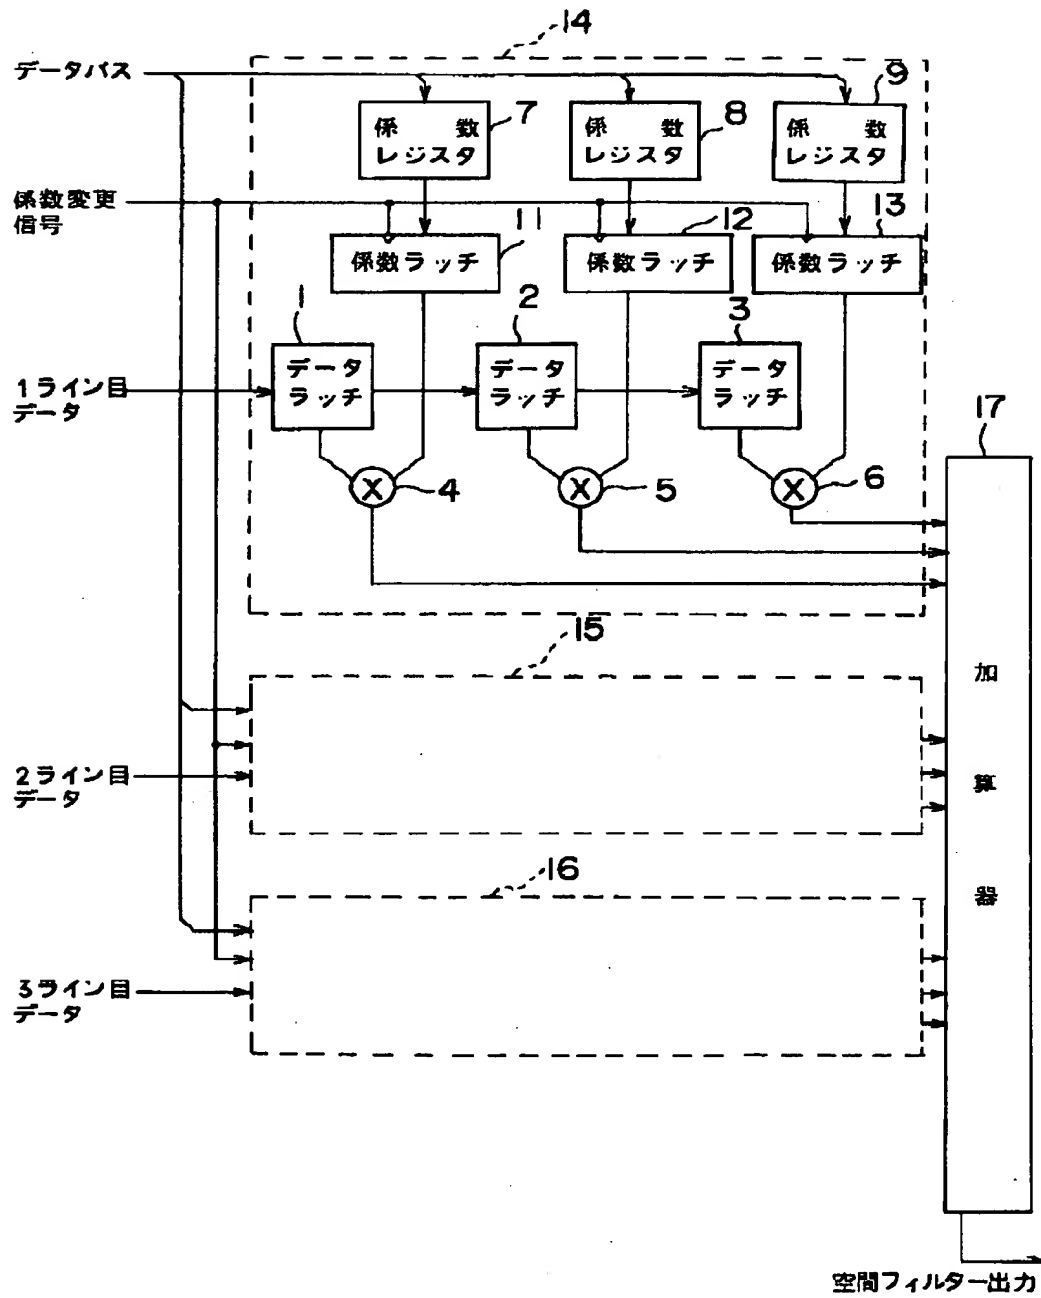 14
データバス
9
7
8
係 数
レジスタ
係 数
レジスタ
係 数
レジスタ
係数変更
信号
11
12
13
係数ラッチ
係数ラッチ
係数ラッチ
1
2
3
データ
ラッチ
データ
ラッチ
データ
ラッチ
1ライン目
データ
17
X
4
X
5
X
6
15
加
算
器
2ライン目
データ
16
3ライン目
データ
空間フィルター出力